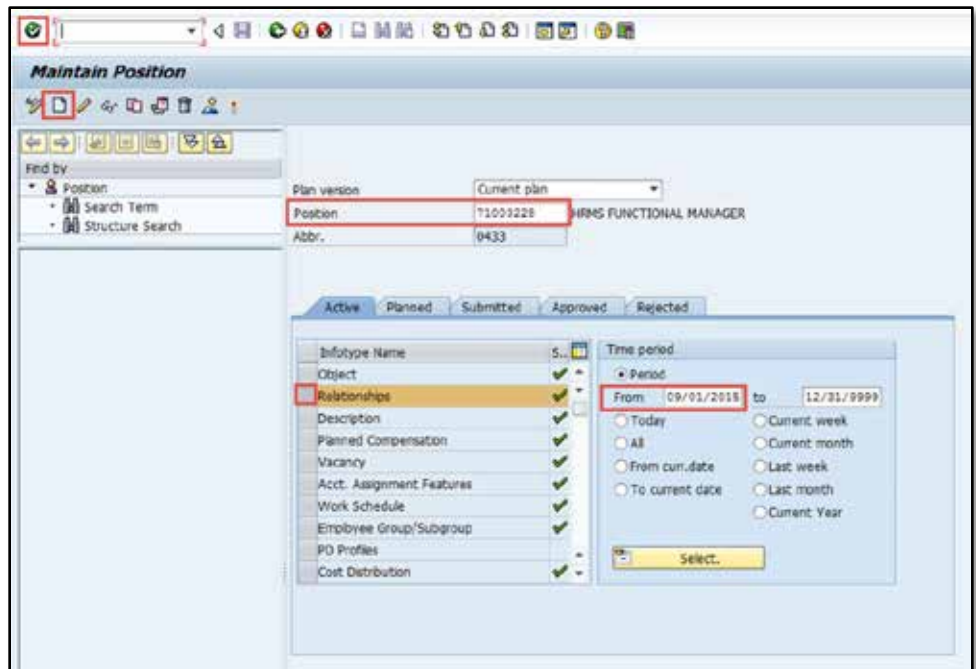 Maintain Position
Find by
Position
Search Term
Structure Search
Plan version Current plan
Position 71003228 HRMS FUNCTIONAL MANAGER
Abbr. 0433
Active Planned Submitted Approved Rejected
Infotype Name S..
Object
Relationships
Description
Planned Compensation
Vacancy
Acct. Assignment Features
Work Schedule
Employee Group/Subgroup
PD Profiles
Cost Distribution
Time period
Period
From 09/01/2015 to 12/31/9999
Today Current week
All Current month
From curr.date Last week
To current date Last month
Current Year
Select.